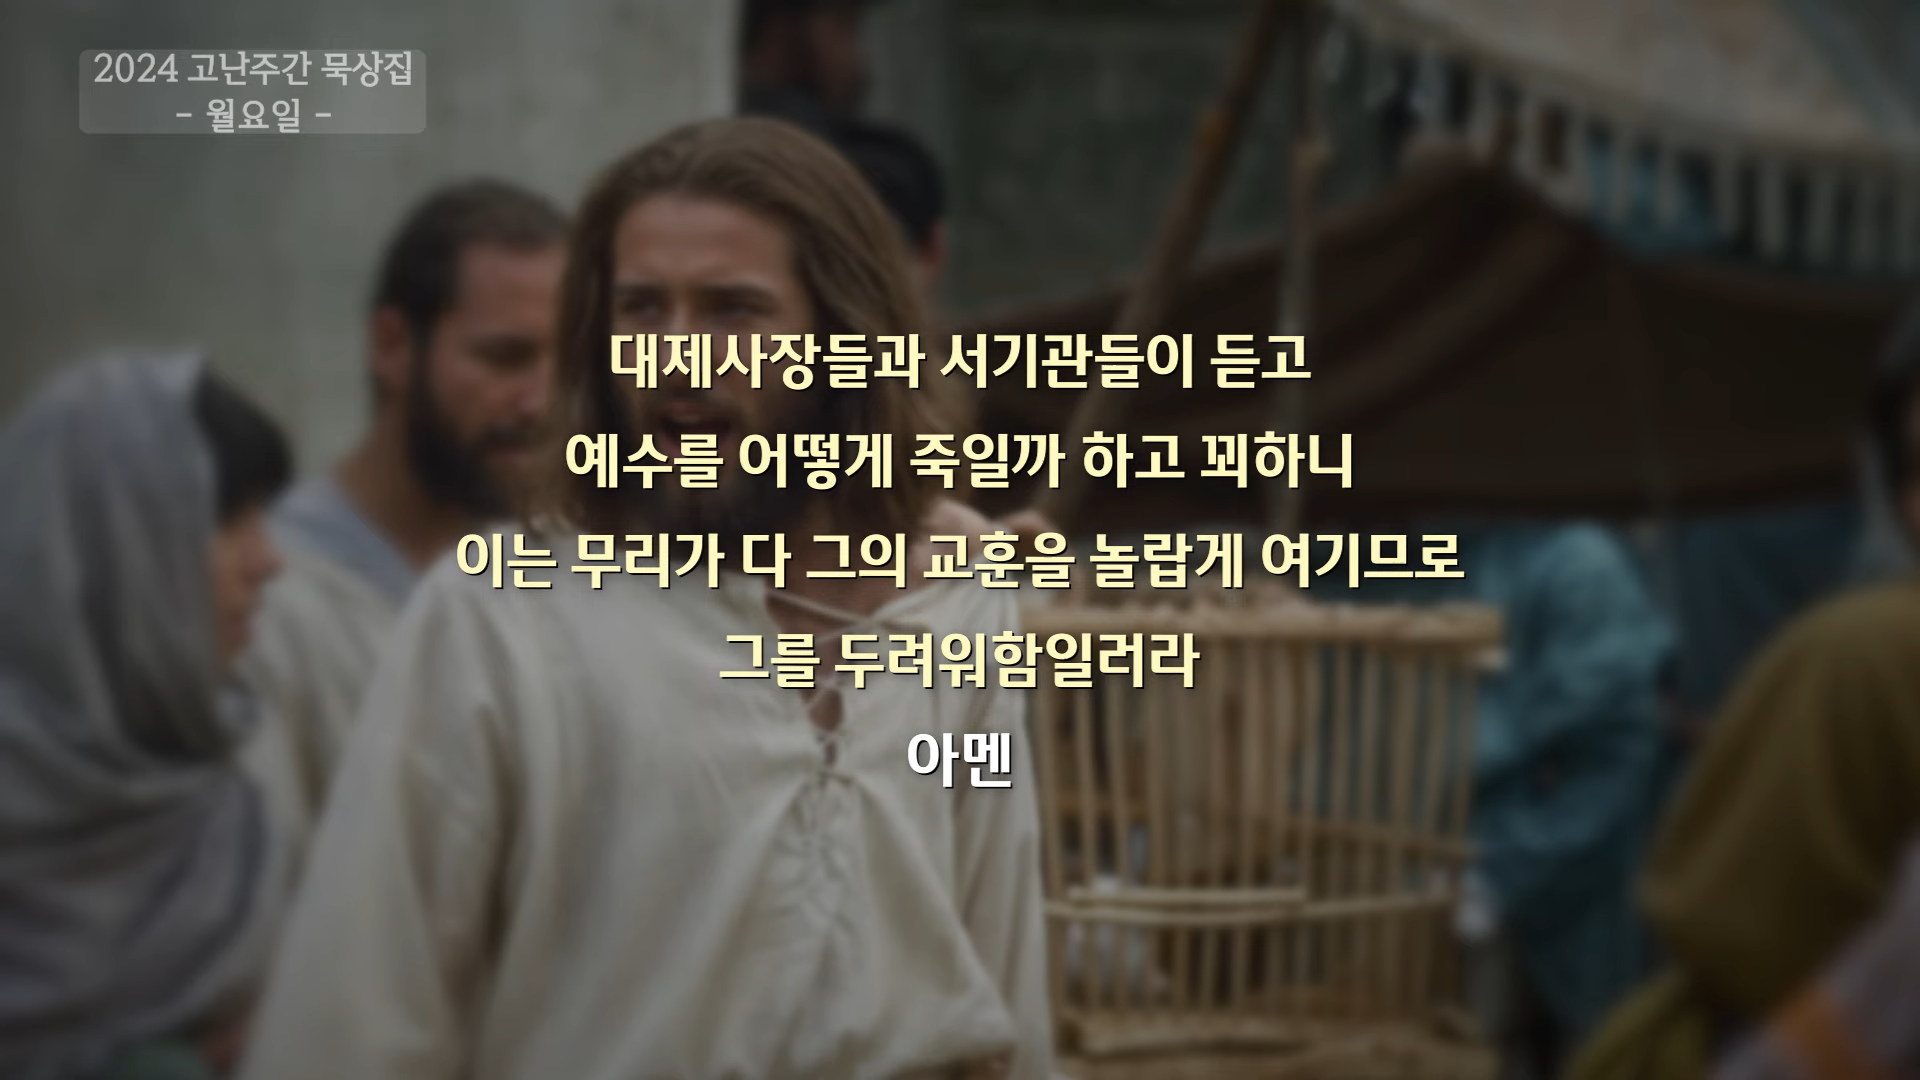 2024 고난주간 묵상집
- 월요일 -
대제사장들과 서기관들이 듣고
예수를 어떻게 죽일까 하고 꾀하니
이는 무리가 다 그의 교훈을 놀랍게 여기므로
그를 두려워함일러라
아멘